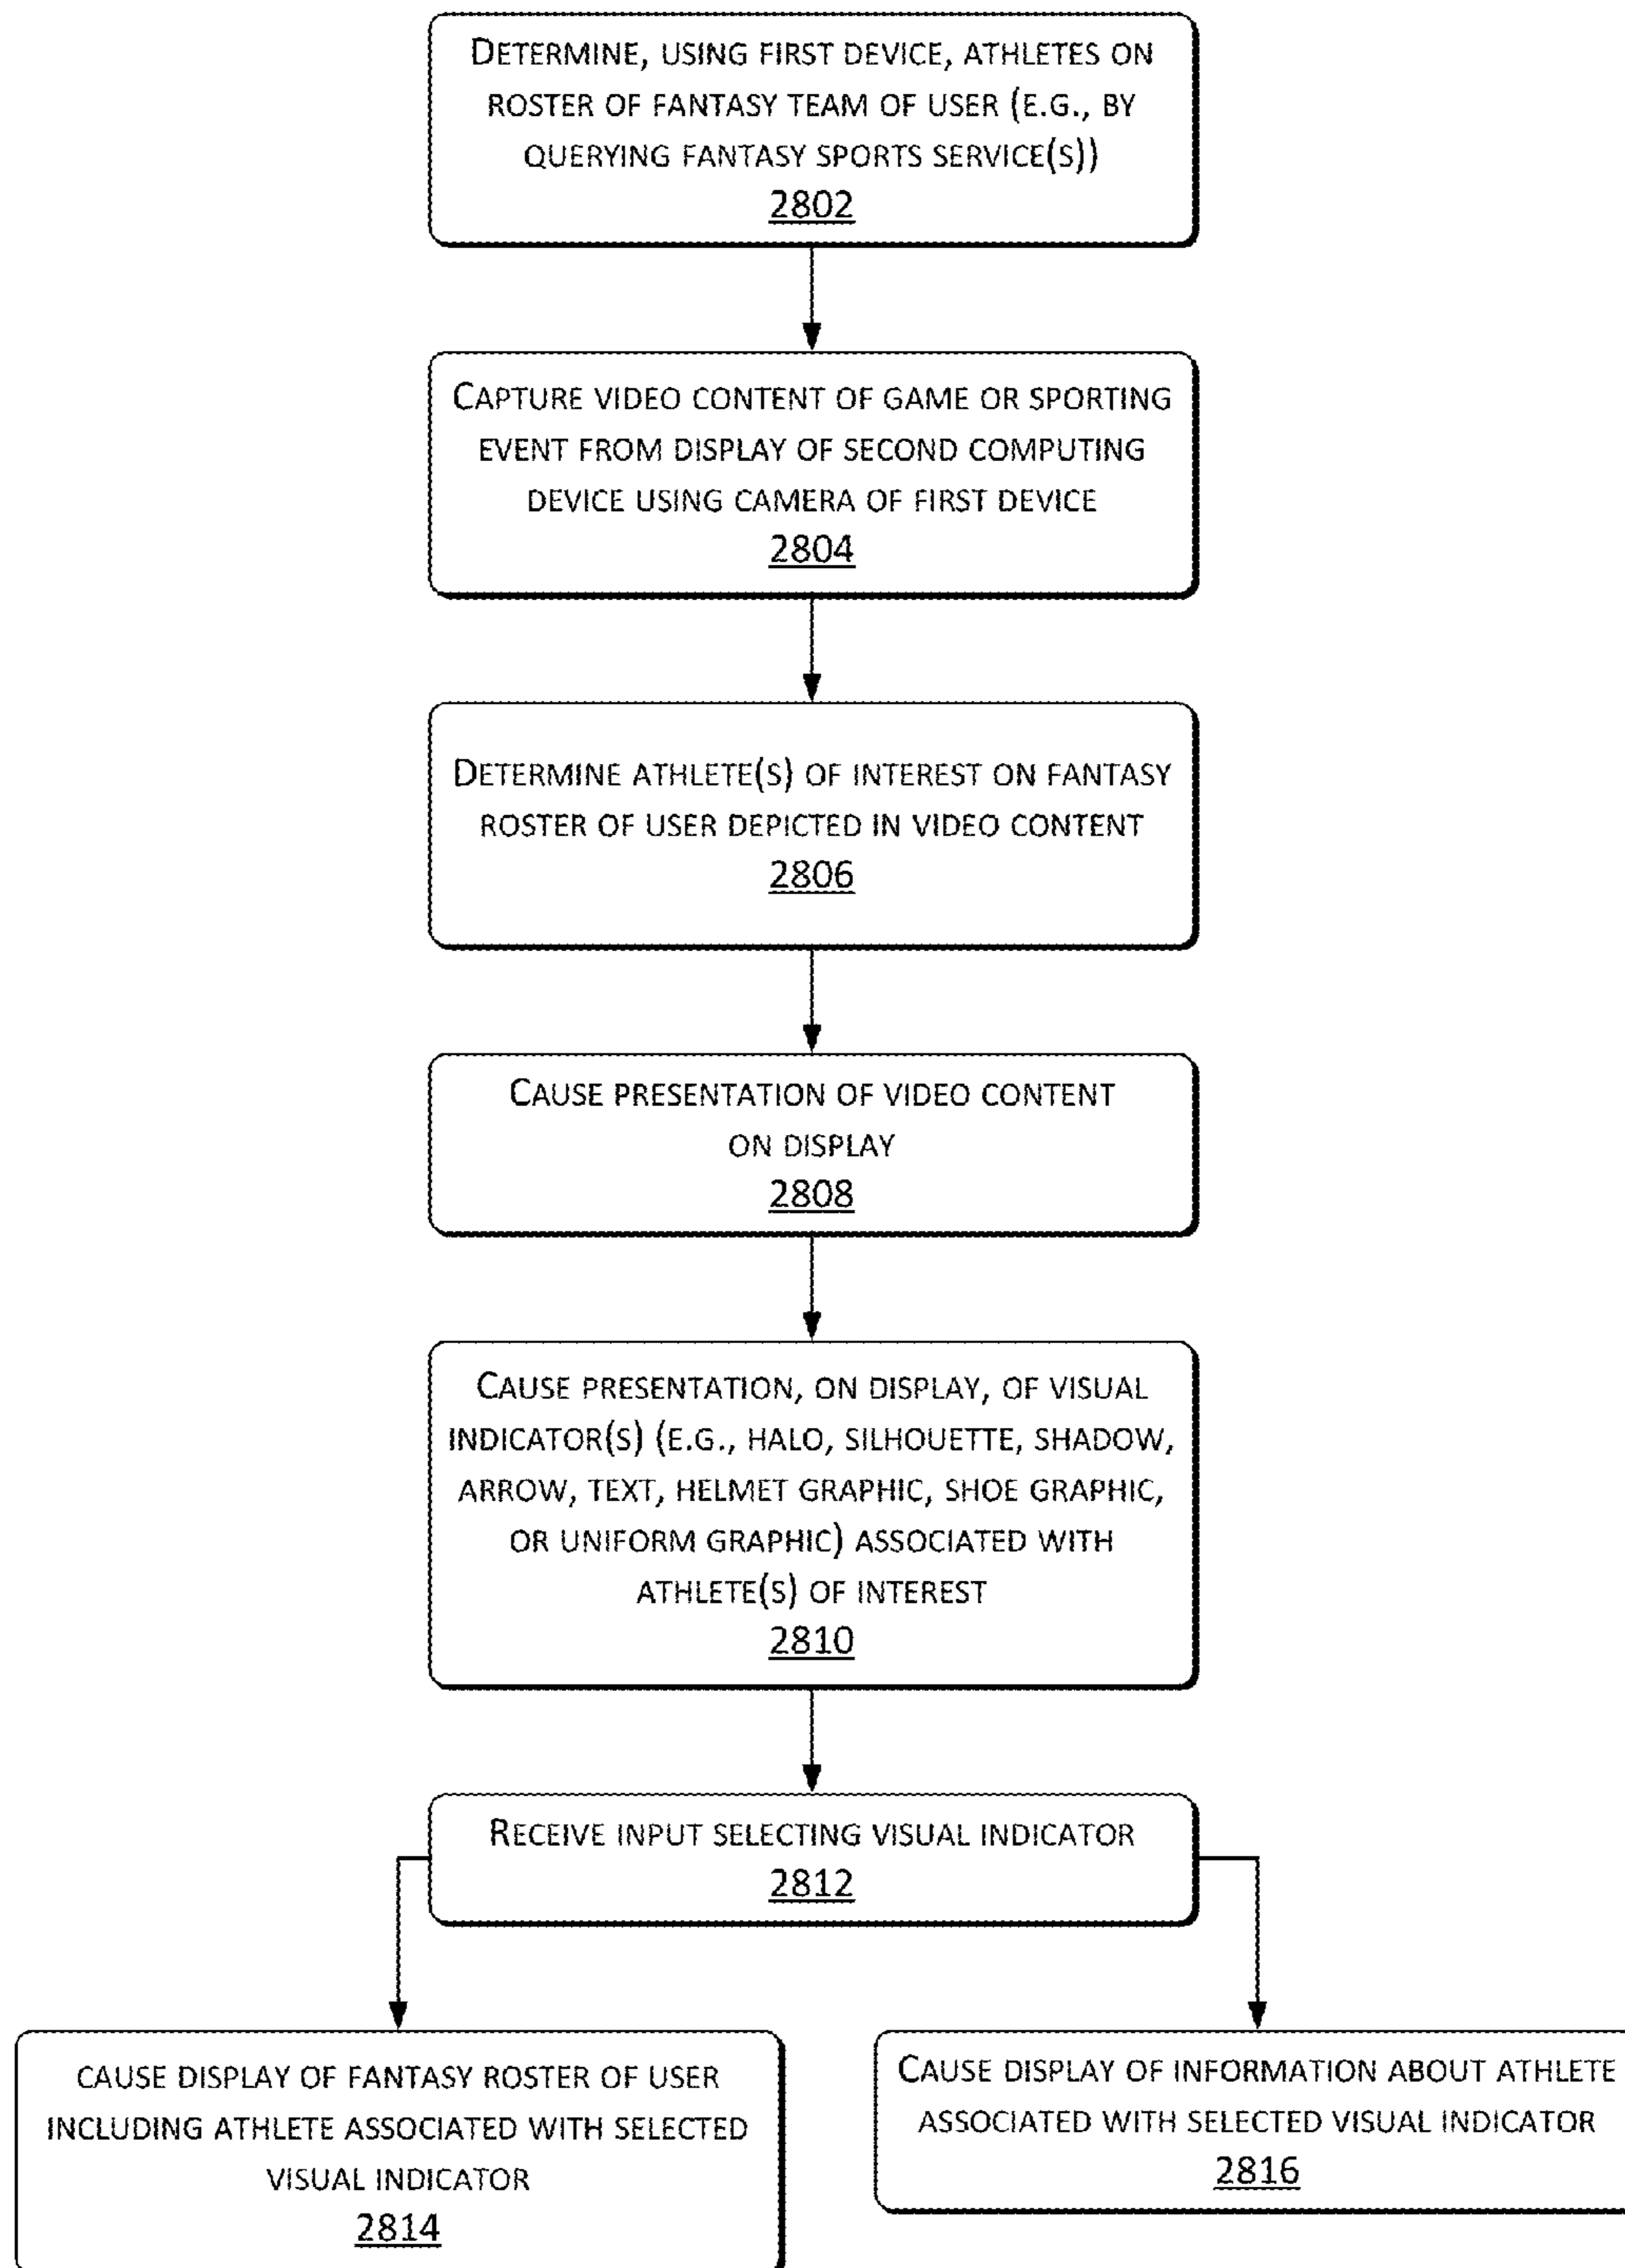 DETERMINE, USING FIRST DEVICE, ATHLETES ON
ROSTER OF FANTASY TEAM OF USER (E.G., BY
QUERYING FANTASY SPORTS SERVICE(S))
2802
CAPTURE VIDEO CONTENT OF GAME OR SPORTING
EVENT FROM DISPLAY OF SECOND COMPUTING
DEVICE USING CAMERA OF FIRST DEVICE
2804
DETERMINE ATHLETE(S) OF INTEREST ON FANTASY
ROSTER OF USER DEPICTED IN VIDEO CONTENT
2806
CAUSE PRESENTATION OF VIDEO CONTENT
ON DISPLAY
2808
CAUSE PRESENTATION, ON DISPLAY, OF VISUAL
INDICATOR(S) (E.G., HALO, SILHOUETTE, SHADOW,
ARROW, TEXT, HELMET GRAPHIC, SHOE GRAPHIC,
OR UNIFORM GRAPHIC) ASSOCIATED WITH
ATHLETE(S) OF INTEREST
2810
RECEIVE INPUT SELECTING VISUAL INDICATOR
2812
CAUSE DISPLAY OF FANTASY ROSTER OF USER
INCLUDING ATHLETE ASSOCIATED WITH SELECTED
VISUAL INDICATOR
2814
CAUSE DISPLAY OF INFORMATION ABOUT ATHLETE
ASSOCIATED WITH SELECTED VISUAL INDICATOR
2816